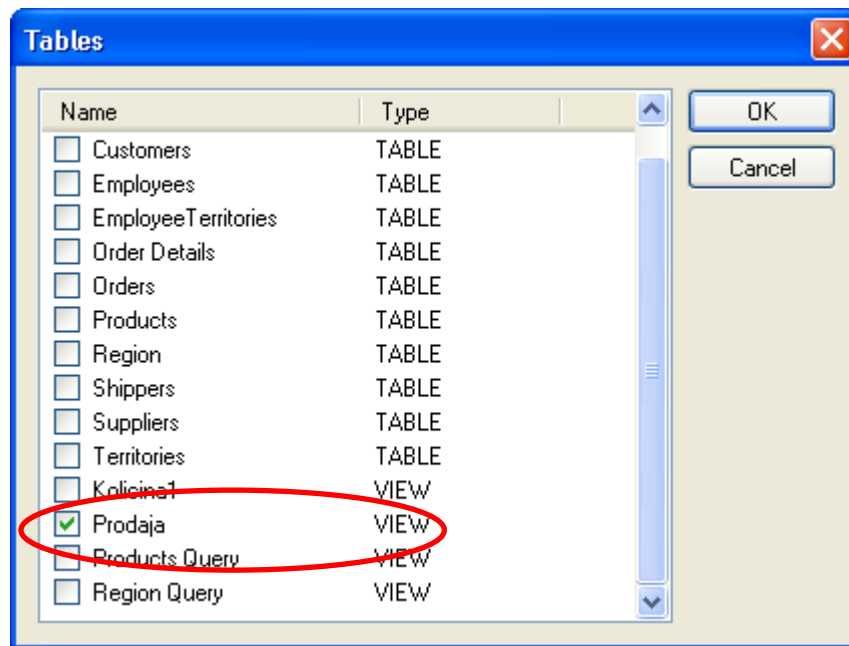 Tables
Name Type OK
Customers TABLE
Employees TABLE Cancel
EmployeeTerritories TABLE
Order Details TABLE
Orders TABLE
Products TABLE
Region TABLE
Shippers TABLE
Suppliers TABLE
Territories TABLE
Kolicina1 VIEW
Prodaja VIEW
Products Query VIEW
Region Query VIEW